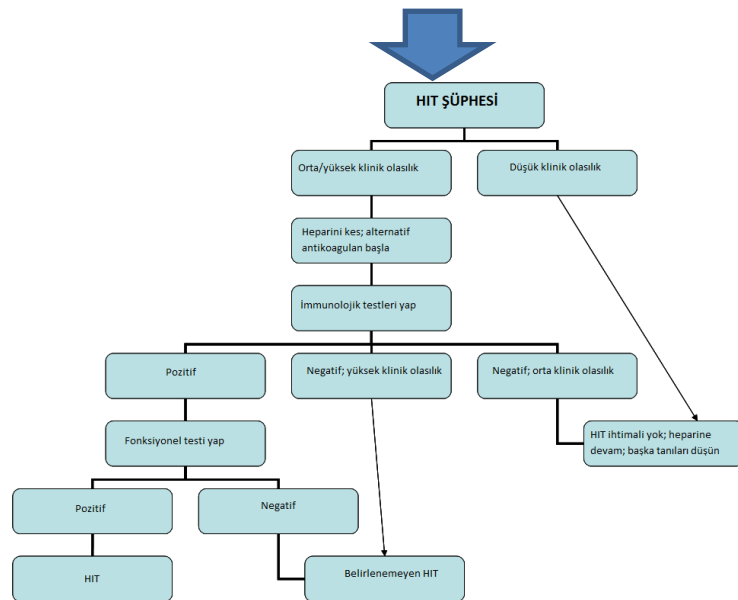 HIT ŞÜPHESİ
Orta/yüksek klinik olasılık
Düşük klinik olasılık
Heparini kes; alternatif
antikoagulan başla
İmmunolojik testleri yap
Pozitif
Negatif; yüksek klinik olasılık
Negatif; orta klinik olasılık
Fonksiyonel testi yap
HIT ihtimali yok; heparine
devam; başka tanıları düşün
Pozitif
Negatif
HIT
Belirlenemeyen HIT